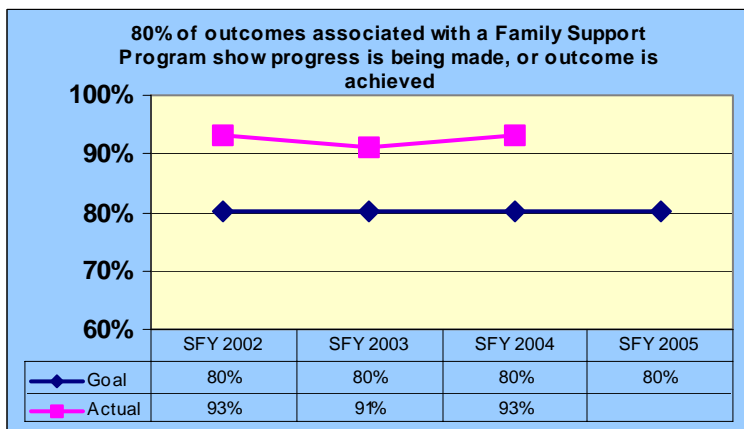 80% of outcomes associated with a Family Support
Program show progress is being made, or outcome is
achieved
100%
90%
80%
70%
60%
SFY 2002 SFY 2003 SFY 2004 SFY 2005
Goal 80% 80% 80% 80%
Actual 93% 91% 93%